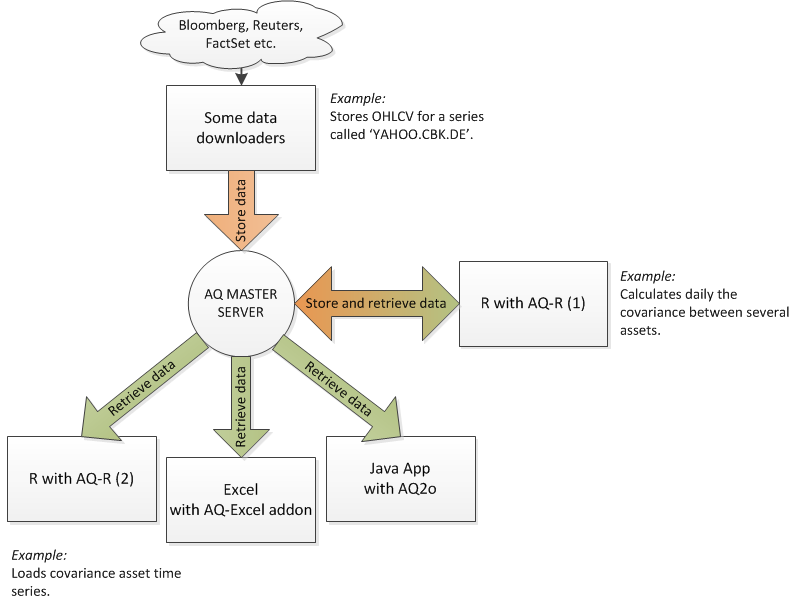 Bloomberg, Reuters,
FactSet etc.
Some data
downloaders
Example:
Stores OHLCV for a series
called ‘YAHOO.CBK.DE’.
Store data
AQ MASTER
SERVER
Store and retrieve data
R with AQ-R (1)
Example:
Calculates daily the
covariance between several
assets.
Retrieve data
Retrieve data
Retrieve data
R with AQ-R (2)
Excel
with AQ-Excel addon
Java App
with AQ2o
Example:
Loads covariance asset time
series.